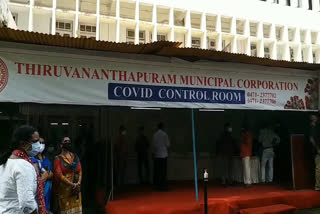 THIRUVANANTHAPURAM MUNICIPAL CORPORATION
COVID CONTROL ROOM
0471-2377702
0471-2377706